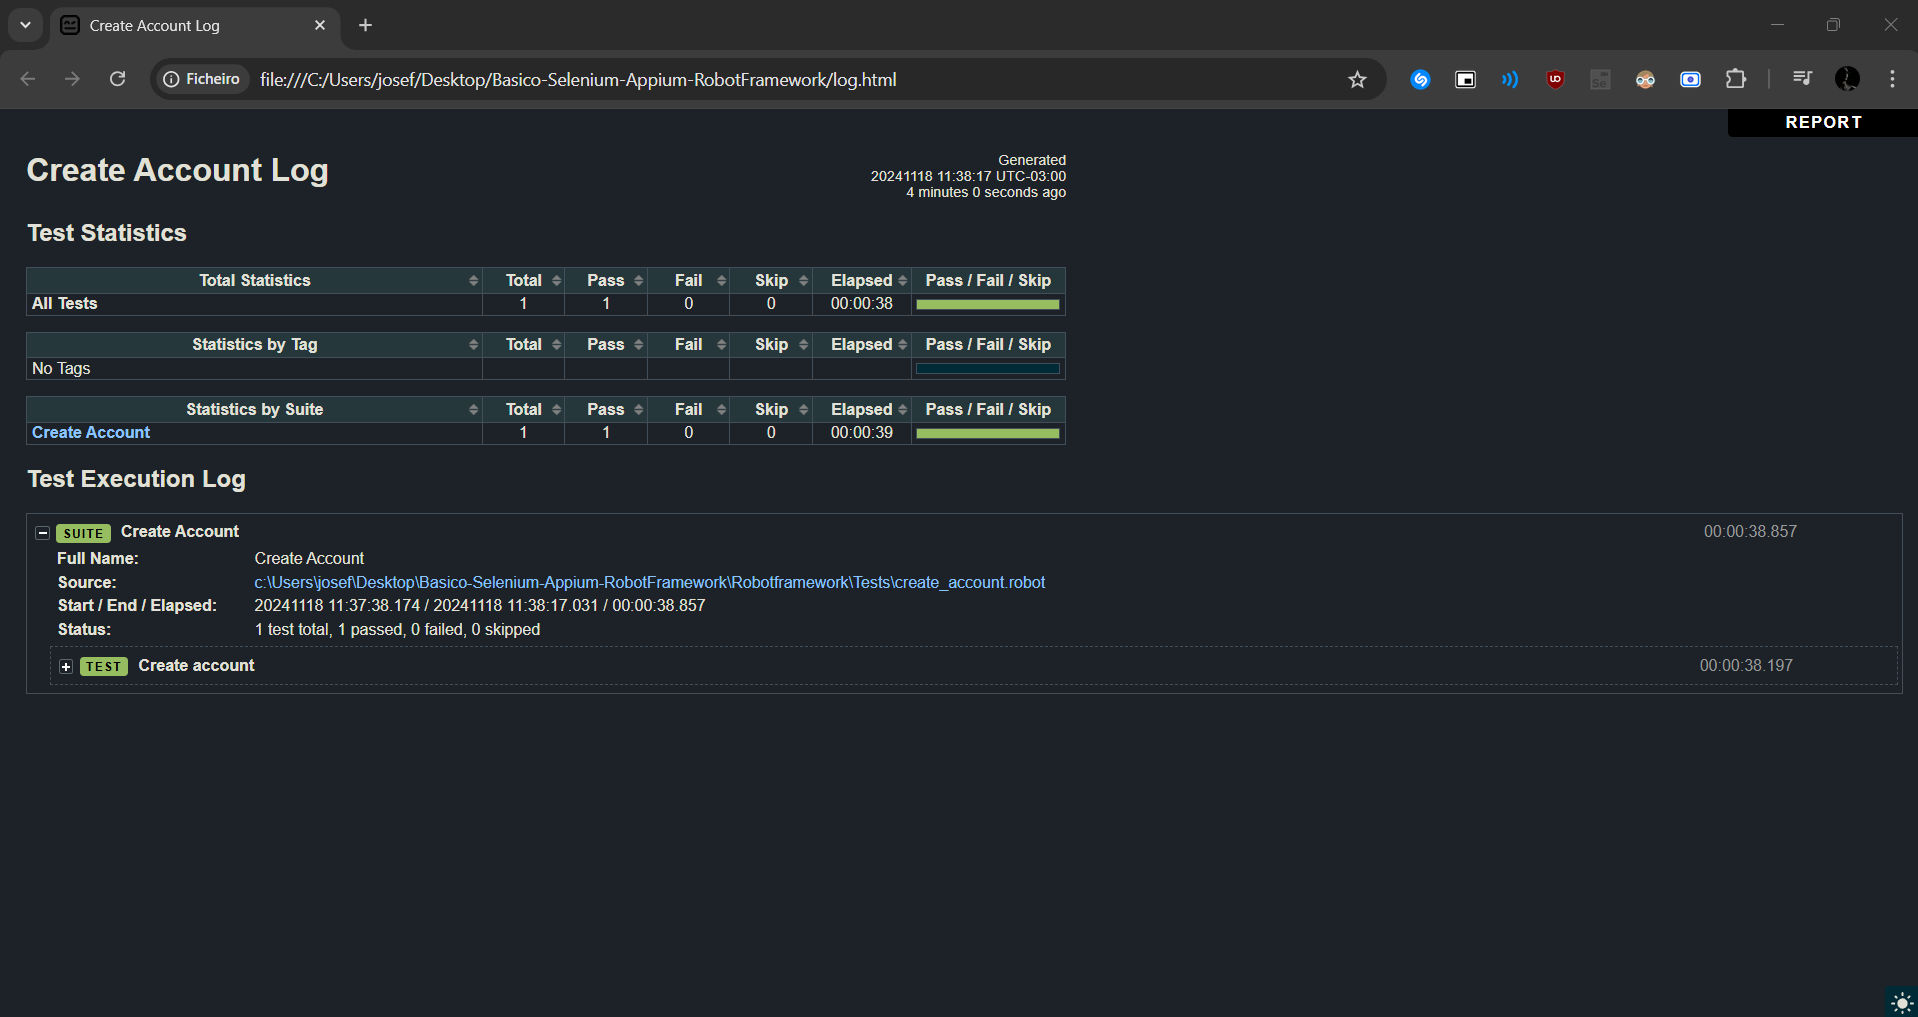 Create Account Log
Ficheiro file:///C:/Users/josef/Desktop/Basico-Selenium-Appium-RobotFramework/log.html
REPORT
Create Account Log
Generated
20241118 11:38:17 UTC-03:00
4 minutes 0 seconds ago
Test Statistics
Total Statistics Total Pass Fail Skip Elapsed Pass / Fail / Skip
All Tests 1 1 0 0 00:00:38
Statistics by Tag Total Pass Fail Skip Elapsed Pass / Fail / Skip
No Tags
Statistics by Suite Total Pass Fail Skip Elapsed Pass / Fail / Skip
Create Account 1 1 0 0 00:00:39
Test Execution Log
SUITE Create Account 00:00:38.857
Full Name: Create Account
Source: c:\Users\josef\Desktop\Basico-Selenium-Appium-RobotFramework\Robotframework\Tests\create_account.robot
Start / End / Elapsed: 20241118 11:37:38.174 / 20241118 11:38:17.031 / 00:00:38.857
Status: 1 test total, 1 passed, 0 failed, 0 skipped
TEST Create account 00:00:38.197